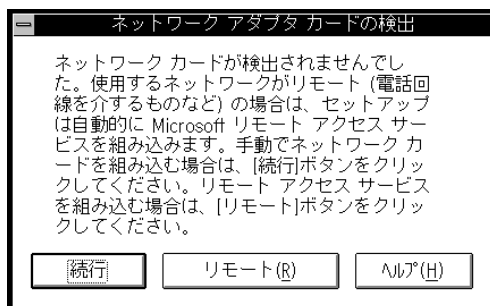 ネットワーク アダプタ カードの検出
ネットワーク カードが検出されませんでし
た。使用するネットワークがリモート (電話回
線を介するものなど) の場合は、セットアップ
は自動的に Microsoft リモート アクセス サー
ビスを組み込みます。手動でネットワーク カ
ードを組み込む場合は、[続行]ボタンをクリッ
クしてください。リモート アクセス サービス
を組み込む場合は、[リモート]ボタンをクリッ
クしてください。
続行 リモート(R) ﾍﾙﾌﾟ(H)